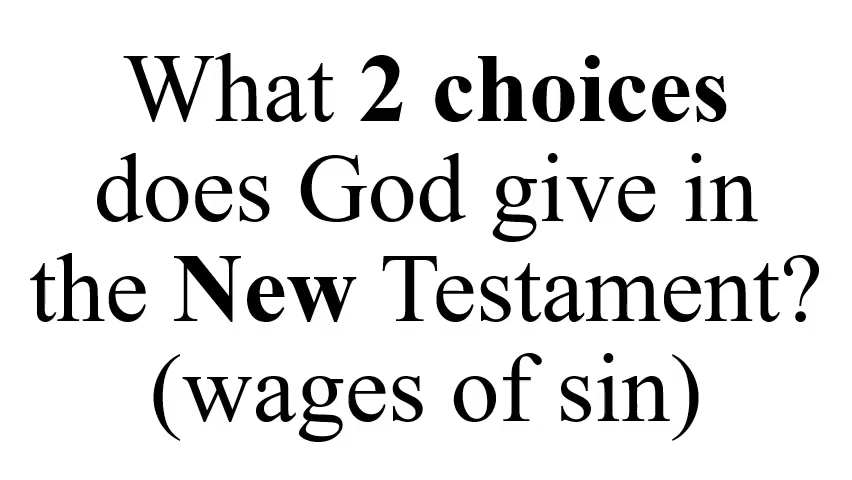 What 2 choices
does God give in
the New Testament?
(wages of sin)